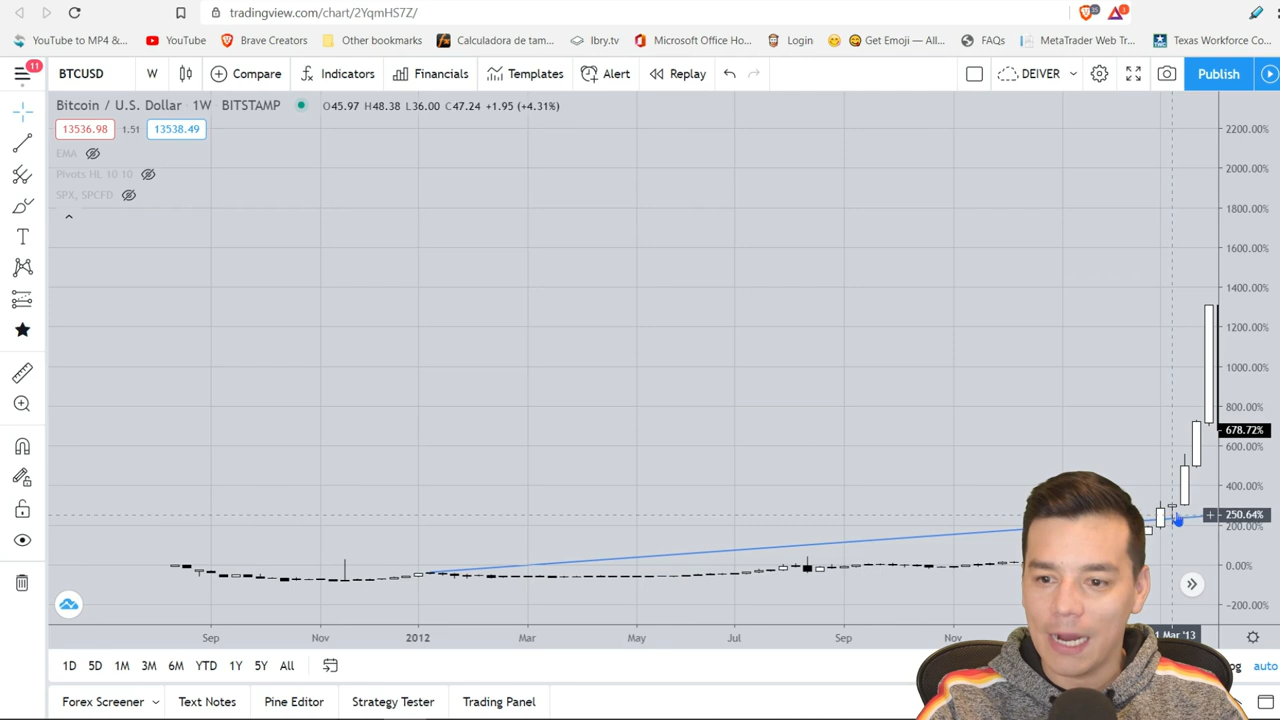 tradingview.com/chart/2YqmHS7Z/
15
3
YouTube to MP4 &... YouTube Brave Creators Other bookmarks Calculadora de tam... lbry.tv Microsoft Office Ho... Login Get Emoji — All... FAQs MetaTrader Web Tr... Texas Workforce Co...
11
BTCUSD W Compare Indicators Financials Templates Alert Replay DEIVER Publish
Bitcoin / U.S. Dollar 1W BITSTAMP O45.97 H48.38 L36.00 C47.24 +1.95 (+4.31%)
13536.98 1.51 13538.49
EMA
Pivots HL 10 10
SPX, SPCFD
2200.00%
2000.00%
1800.00%
1600.00%
1400.00%
1200.00%
1000.00%
800.00%
678.72%
600.00%
400.00%
250.64%
200.00%
0.00%
-200.00%
Sep Nov 2012 Mar May Jul Sep Nov 1 Mar '13
1D 5D 1M 3M 6M YTD 1Y 5Y All auto
Forex Screener Text Notes Pine Editor Strategy Tester Trading Panel